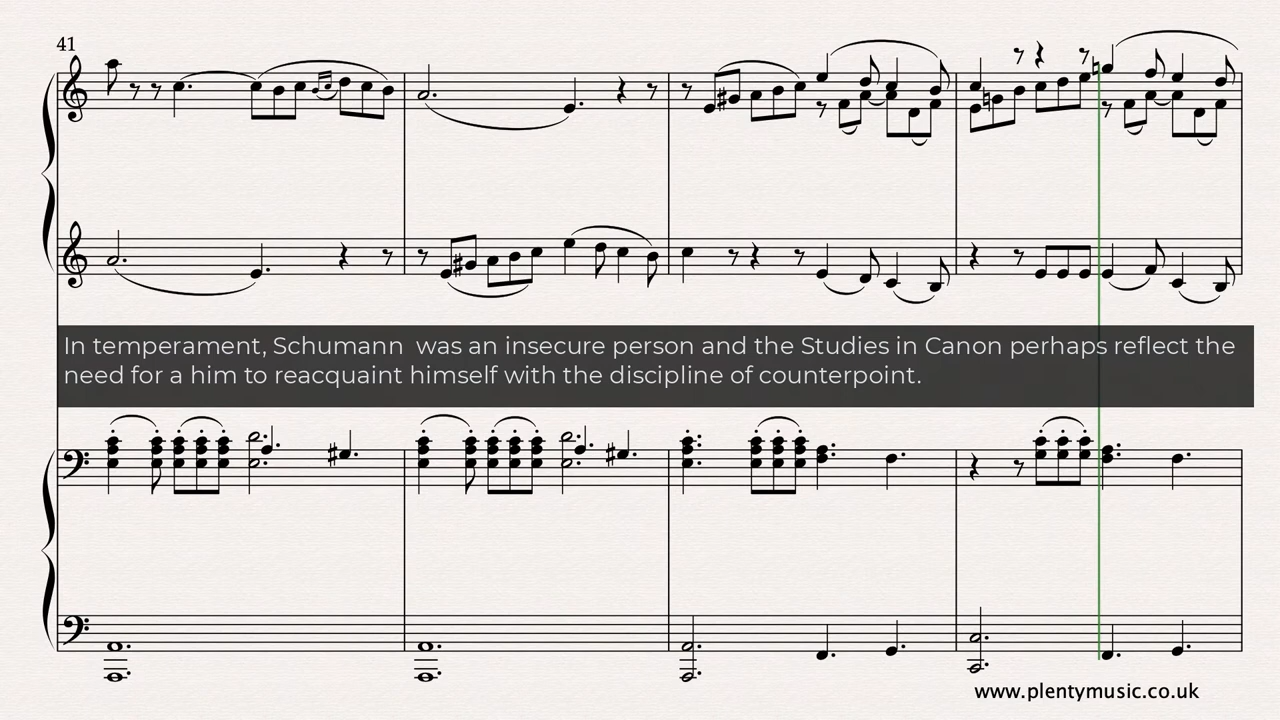 41
In temperament, Schumann  was an insecure person and the Studies in Canon perhaps reflect the
need for a him to reacquaint himself with the discipline of counterpoint.
www.plentymusic.co.uk